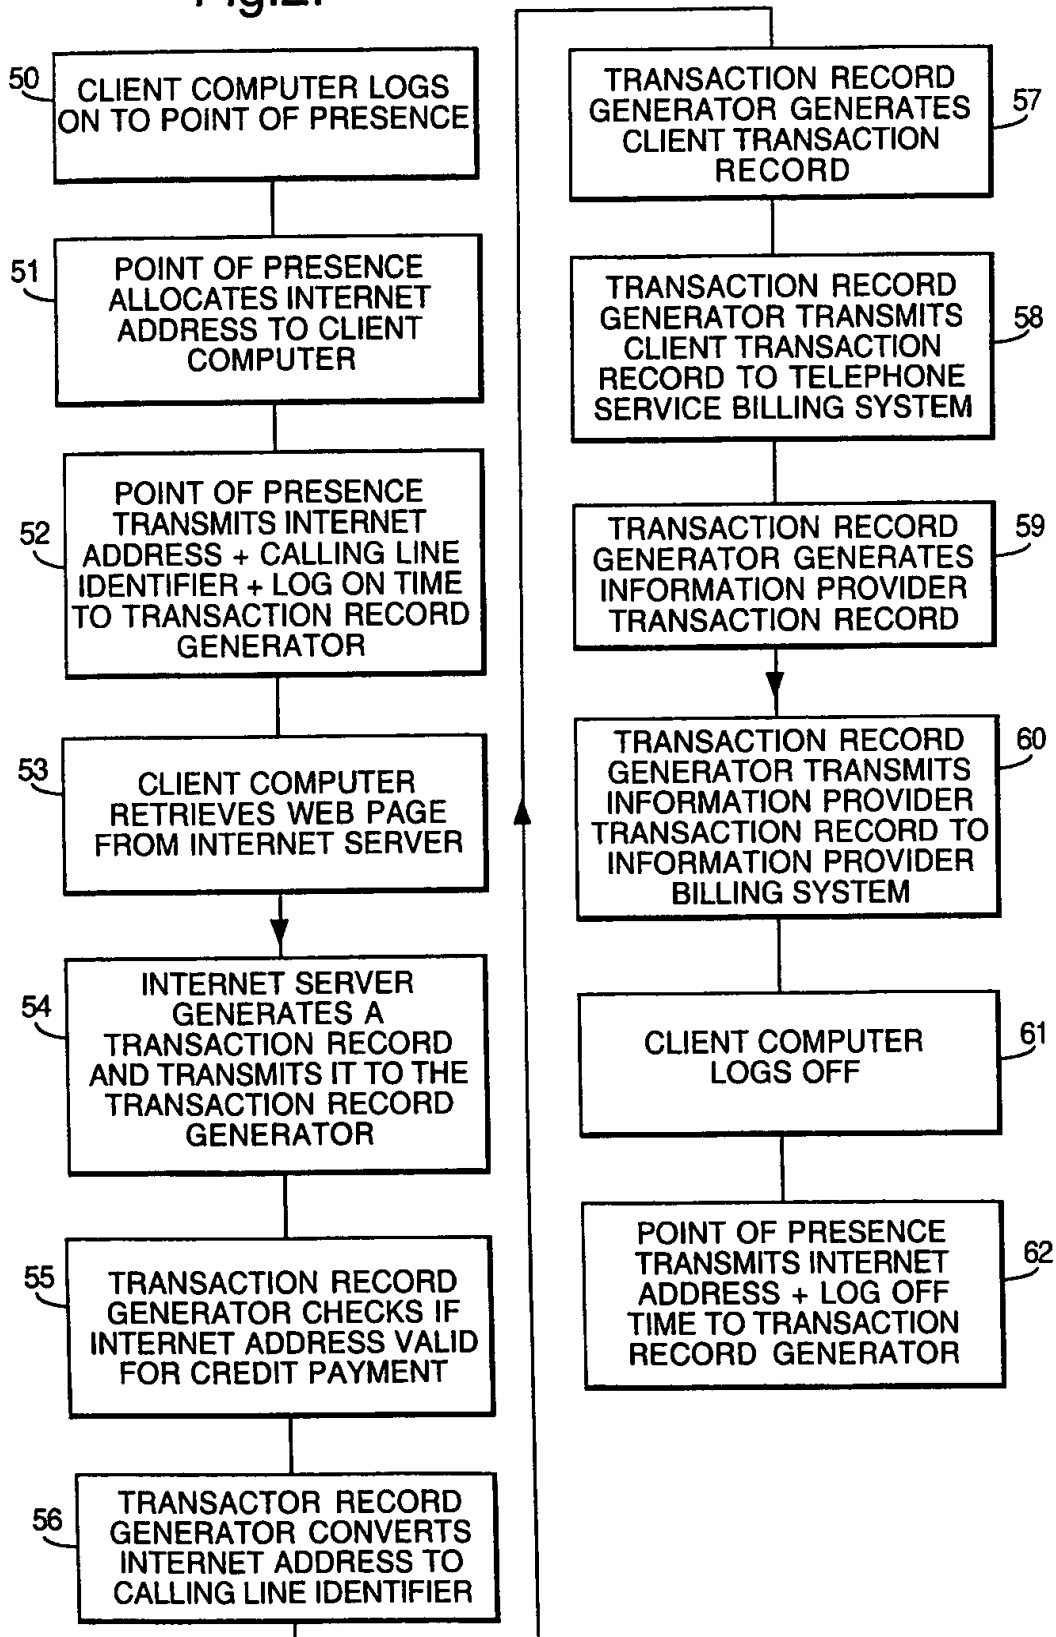 Fig.2.
50
CLIENT COMPUTER LOGS
ON TO POINT OF PRESENCE
51
POINT OF PRESENCE
ALLOCATES INTERNET
ADDRESS TO CLIENT
COMPUTER
52
POINT OF PRESENCE
TRANSMITS INTERNET
ADDRESS + CALLING LINE
IDENTIFIER + LOG ON TIME
TO TRANSACTION RECORD
GENERATOR
53
CLIENT COMPUTER
RETRIEVES WEB PAGE
FROM INTERNET SERVER
54
INTERNET SERVER
GENERATES A
TRANSACTION RECORD
AND TRANSMITS IT TO THE
TRANSACTION RECORD
GENERATOR
55
TRANSACTION RECORD
GENERATOR CHECKS IF
INTERNET ADDRESS VALID
FOR CREDIT PAYMENT
56
TRANSACTOR RECORD
GENERATOR CONVERTS
INTERNET ADDRESS TO
CALLING LINE IDENTIFIER
57
TRANSACTION RECORD
GENERATOR GENERATES
CLIENT TRANSACTION
RECORD
58
TRANSACTION RECORD
GENERATOR TRANSMITS
CLIENT TRANSACTION
RECORD TO TELEPHONE
SERVICE BILLING SYSTEM
59
TRANSACTION RECORD
GENERATOR GENERATES
INFORMATION PROVIDER
TRANSACTION RECORD
60
TRANSACTION RECORD
GENERATOR TRANSMITS
INFORMATION PROVIDER
TRANSACTION RECORD TO
INFORMATION PROVIDER
BILLING SYSTEM
61
CLIENT COMPUTER
LOGS OFF
62
POINT OF PRESENCE
TRANSMITS INTERNET
ADDRESS + LOG OFF
TIME TO TRANSACTION
RECORD GENERATOR